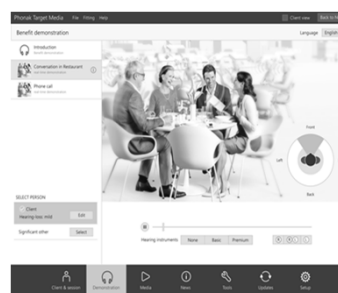 Phonak Target Media File Fitting Help Client view
Benefit demonstration Language English
Introduction
Conversation in Restaurant
Phone call
Front
Left
Back
SELECT PERSON
Client
Hearing loss: mild Edit
Significant other Select
Hearing instruments None Basic Premium
Client & session Demonstration Media News Tools Updates Setup